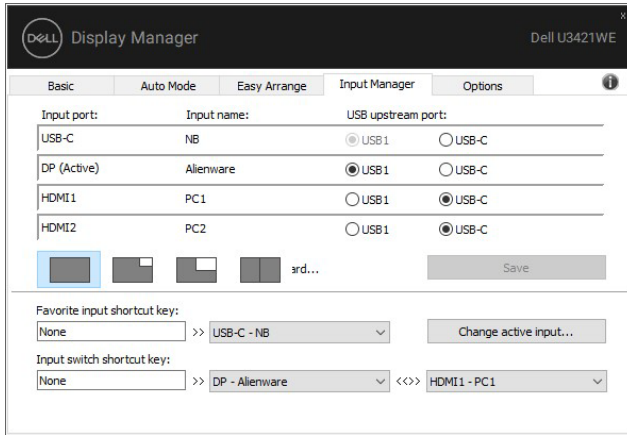 x
DELL Display Manager Dell U3421WE
Basic Auto Mode Easy Arrange Input Manager Options i
Input port: Input name: USB upstream port:
USB-C NB USB1 USB-C
DP (Active) Alienware USB1 USB-C
HDMI1 PC1 USB1 USB-C
HDMI2 PC2 USB1 USB-C
ard... Save
Favorite input shortcut key:
None >> USB-C - NB Change active input...
Input switch shortcut key:
None >> DP - Alienware <<>> HDMI1 - PC1